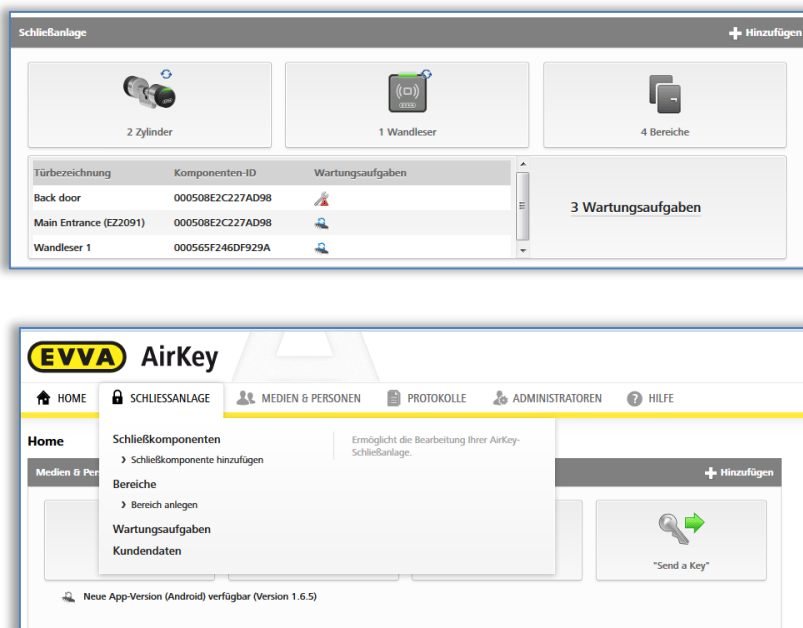 Schließanlage
Hinzufügen
2 Zylinder
1 Wandleser
4 Bereiche
Türbezeichnung Komponenten-ID Wartungsaufgaben
Back door 000508E2C227AD98
Main Entrance (EZ2091) 000508E2C227AD98
Wandleser 1 000565F246DF929A
3 Wartungsaufgaben
EVVA AirKey
HOME SCHLIESSANLAGE MEDIEN & PERSONEN PROTOKOLLE ADMINISTRATOREN HILFE
Home
Schließkomponenten
Schließkomponente hinzufügen
Bereiche
Bereich anlegen
Wartungsaufgaben
Kundendaten
Ermöglicht die Bearbeitung Ihrer AirKey-
Schließanlage.
Medien & Per
Hinzufügen
"Send a Key"
Neue App-Version (Android) verfügbar (Version 1.6.5)